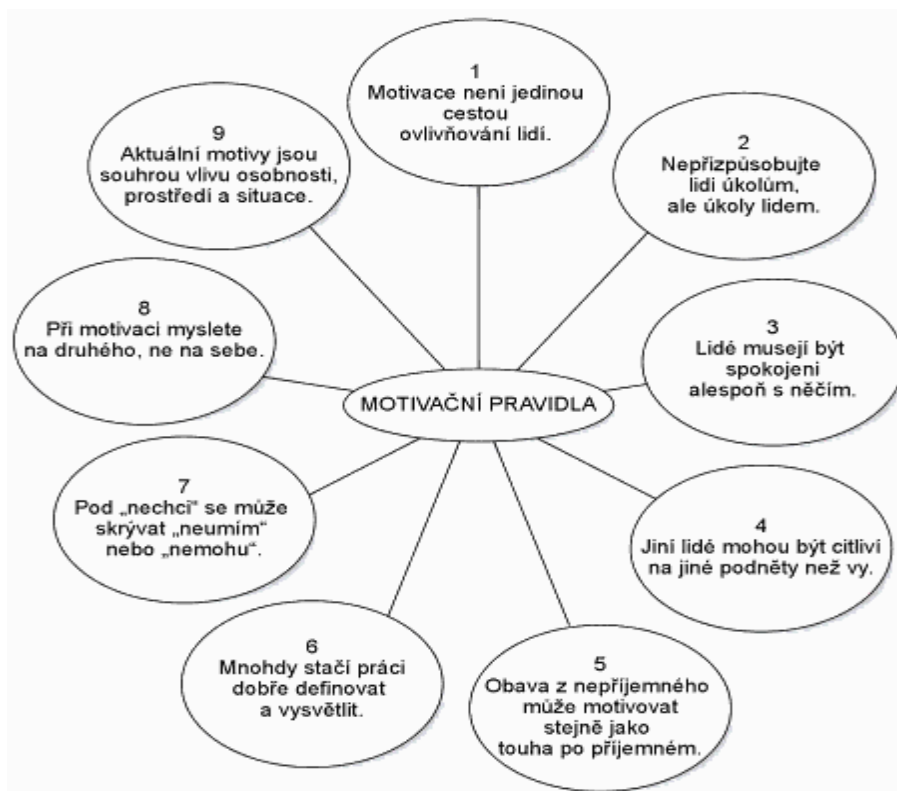 1
Motivace není jedinou
cestou
ovlivňování lidí.
2
Nepřizpůsobujte
lidi úkolům,
ale úkoly lidem.
3
Lidé musejí být
spokojeni
alespoň s něčím.
4
Jiní lidé mohou být citliví
na jiné podněty než vy.
5
Obava z nepříjemného
může motivovat
stejně jako
touha po příjemném.
6
Mnohdy stačí práci
dobře definovat
a vysvětlit.
7
Pod „nechci“ se může
skrývat „neumím“
nebo „nemohu“.
8
Při motivaci myslete
na druhého, ne na sebe.
9
Aktuální motivy jsou
souhrou vlivu osobnosti,
prostředí a situace.
MOTIVAČNÍ PRAVIDLA